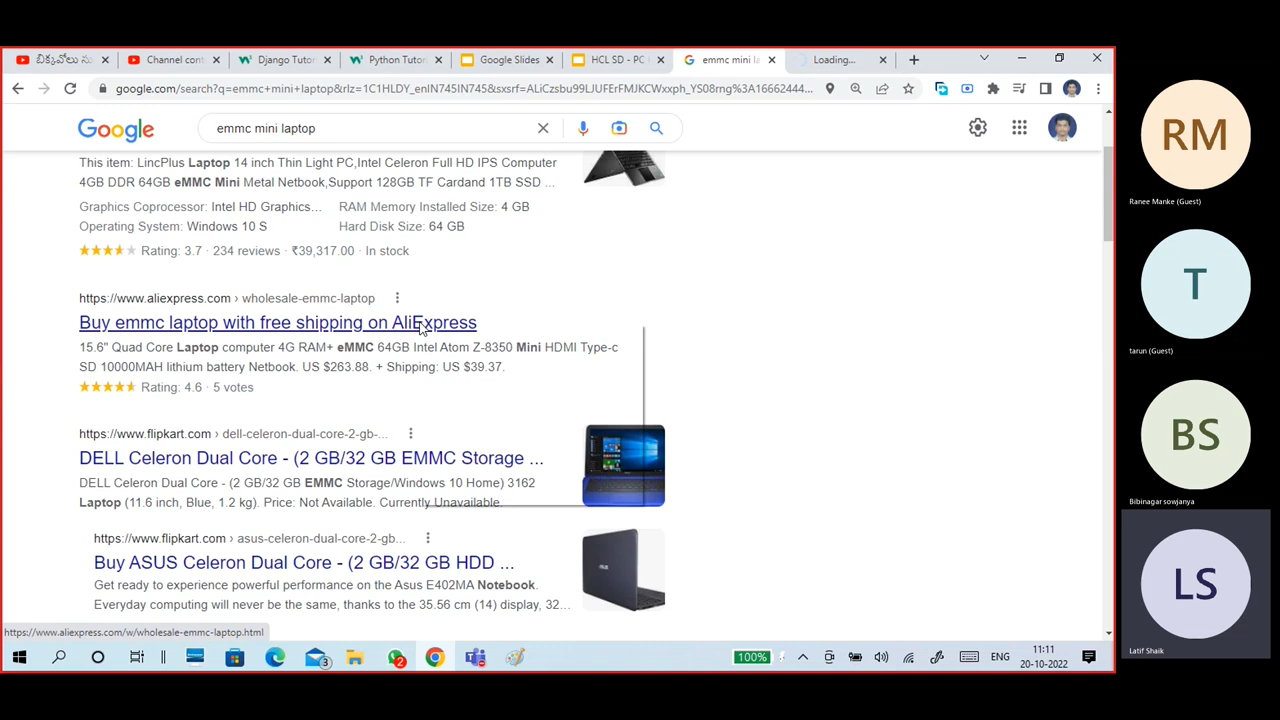 బిక్కవోలు సు
Channel cont
Django Tutor
Python Tutor
Google Slides
HCL SD - PC H
emmc mini la
Loading...
google.com/search?q=emmc+mini+laptop&rlz=1C1HLDY_enIN745IN745&sxsrf=ALiCzsbu99LJUFErFMJKCWxxph_YS08rng%3A16662444...
Google
emmc mini laptop
This item: LincPlus Laptop 14 inch Thin Light PC,Intel Celeron Full HD IPS Computer
4GB DDR 64GB eMMC Mini Metal Netbook,Support 128GB TF Cardand 1TB SSD ...
Graphics Coprocessor: Intel HD Graphics... RAM Memory Installed Size: 4 GB
Operating System: Windows 10 S Hard Disk Size: 64 GB
Rating: 3.7 · 234 reviews · ₹39,317.00 · In stock
https://www.aliexpress.com › wholesale-emmc-laptop
Buy emmc laptop with free shipping on AliExpress
15.6" Quad Core Laptop computer 4G RAM+ eMMC 64GB Intel Atom Z-8350 Mini HDMI Type-c
SD 10000MAH lithium battery Netbook. US $263.88. + Shipping: US $39.37.
Rating: 4.6 · 5 votes
https://www.flipkart.com › dell-celeron-dual-core-2-gb-...
DELL Celeron Dual Core - (2 GB/32 GB EMMC Storage ...
DELL Celeron Dual Core - (2 GB/32 GB EMMC Storage/Windows 10 Home) 3162
Laptop (11.6 inch, Blue, 1.2 kg). Price: Not Available. Currently Unavailable.
https://www.flipkart.com › asus-celeron-dual-core-2-gb...
Buy ASUS Celeron Dual Core - (2 GB/32 GB HDD ...
Get ready to experience powerful performance on the Asus E402MA Notebook.
Everyday computing will never be the same, thanks to the 35.56 cm (14) display, 32...
https://www.aliexpress.com/w/wholesale-emmc-laptop.html
3
2
100%
ENG
11:11
20-10-2022
RM
Ranee Manke (Guest)
T
tarun (Guest)
BS
Bibinagar sowjanya
LS
Latif Shaik